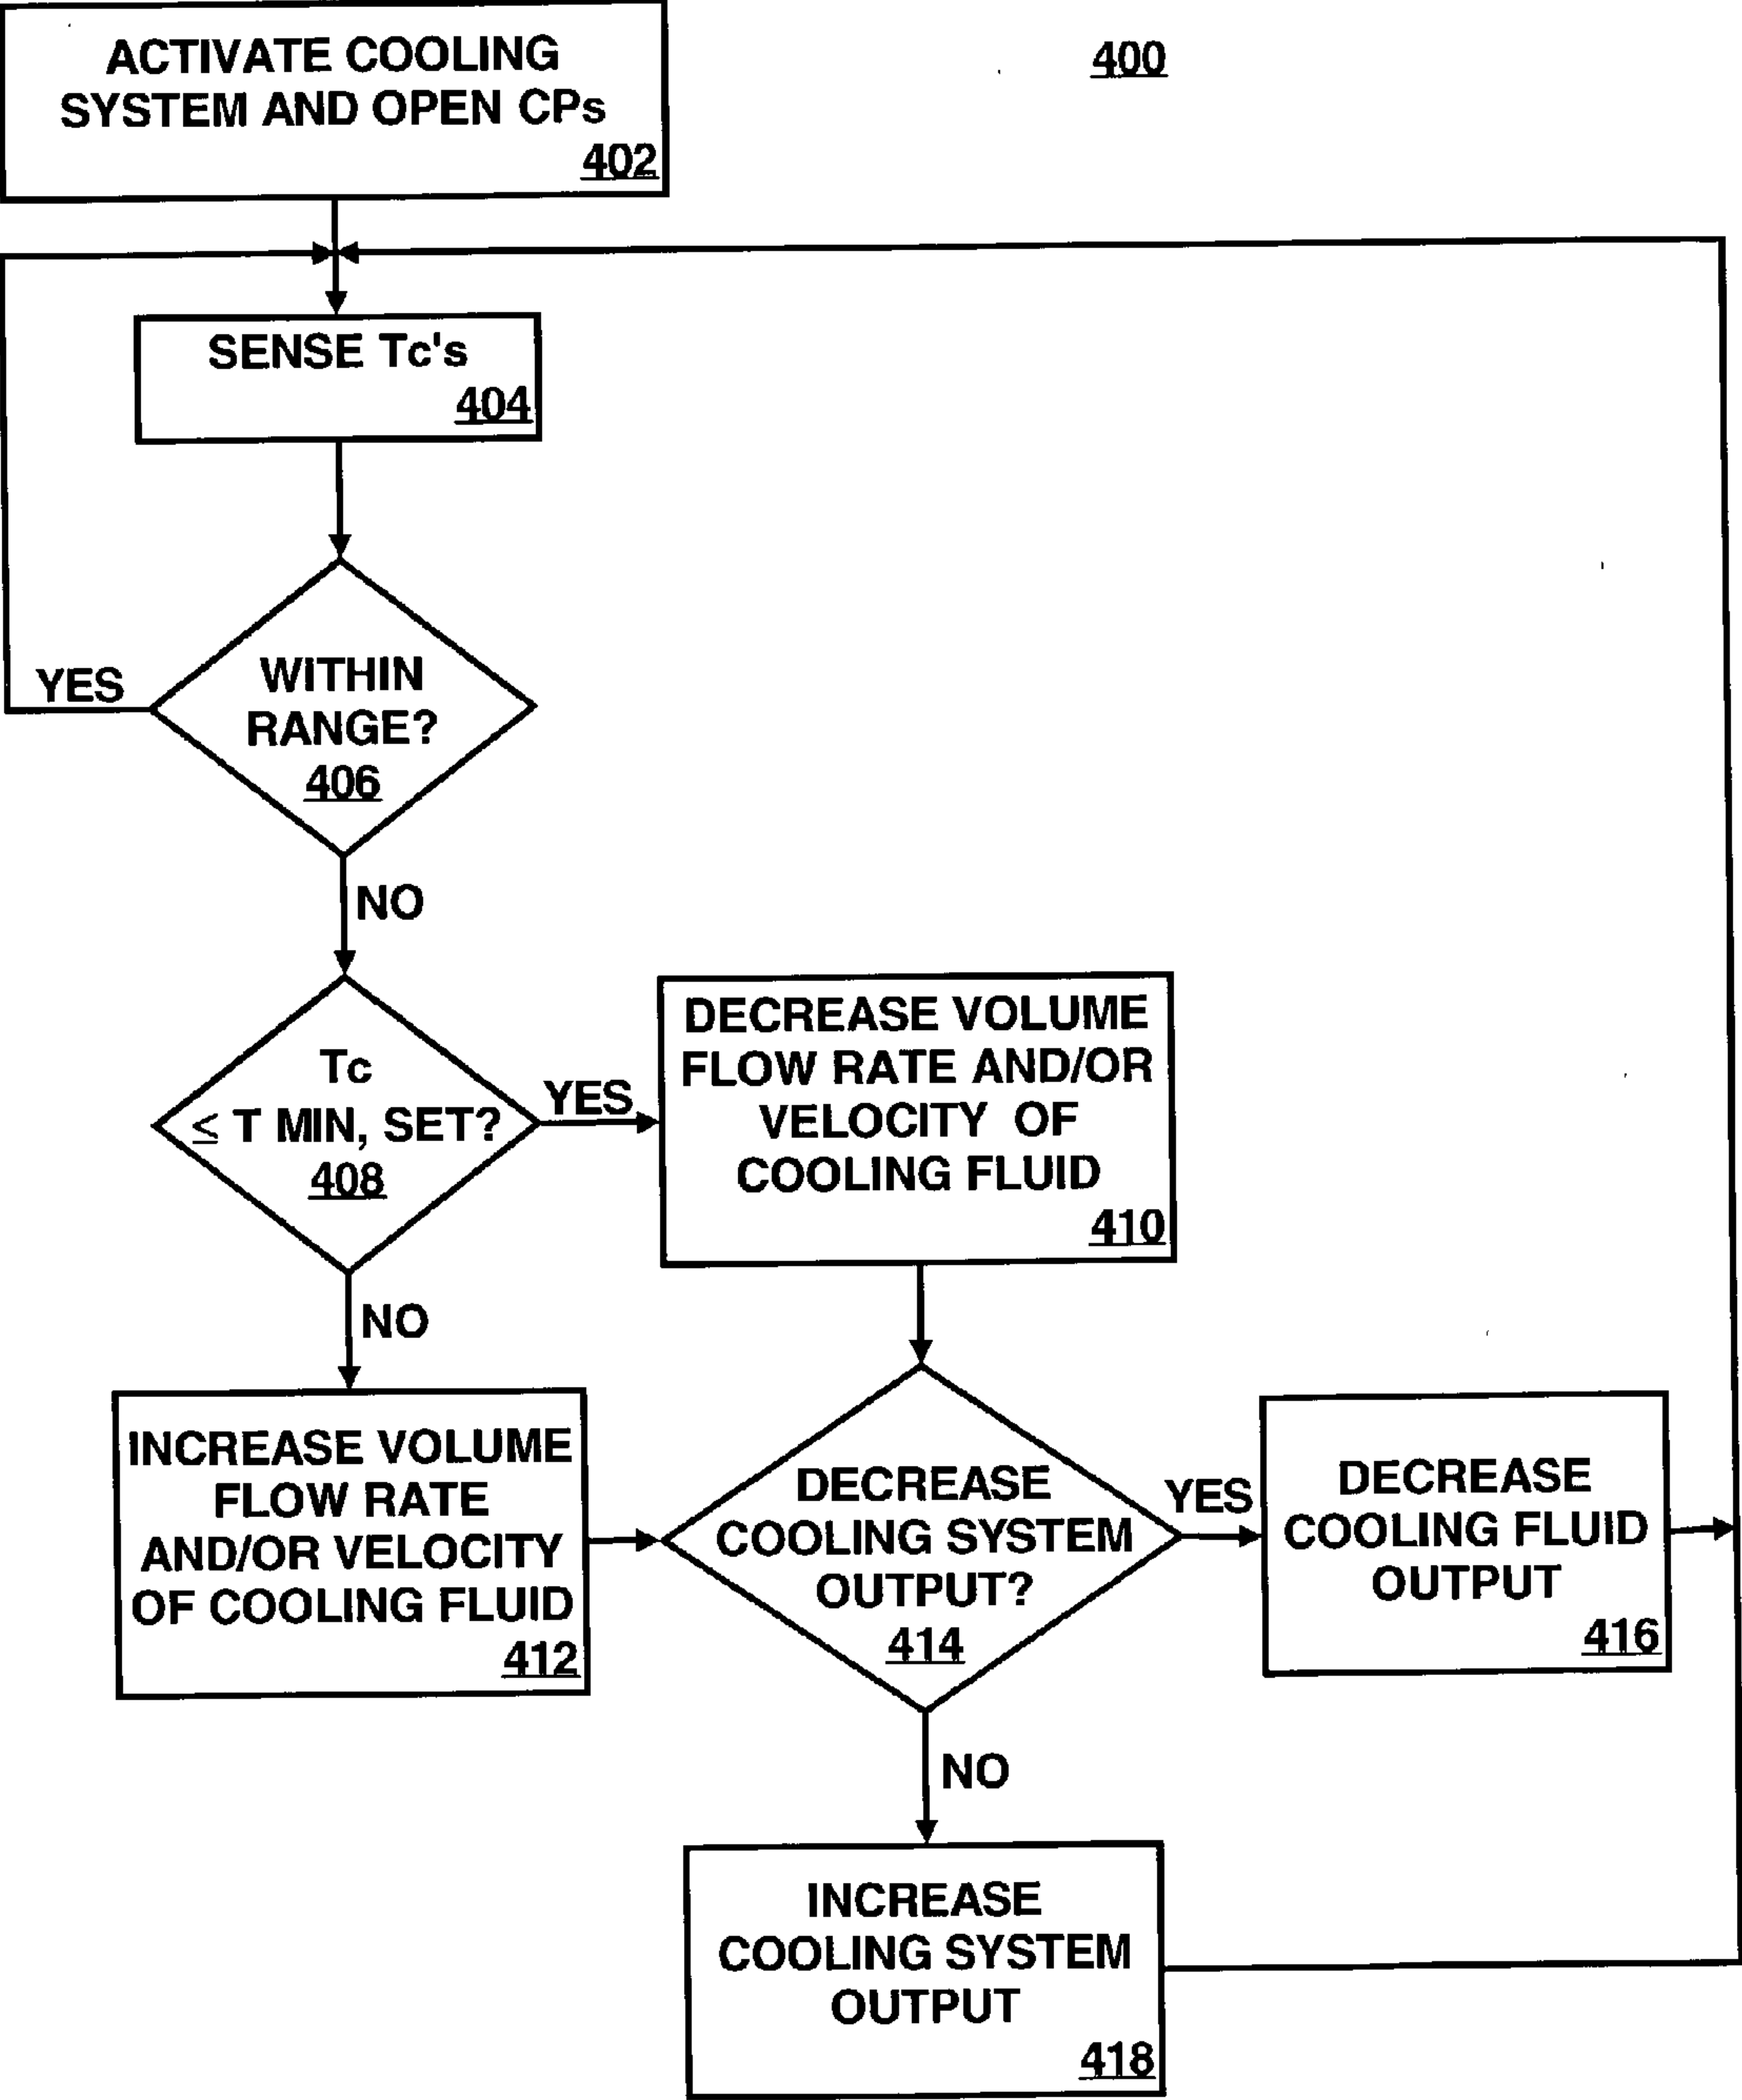 ACTIVATE COOLING
SYSTEM AND OPEN CPs
402
400
SENSE Tc's
404
YES
WITHIN
RANGE?
406
NO
Tc
≤ T MIN, SET?
408
YES
DECREASE VOLUME
FLOW RATE AND/OR
VELOCITY OF
COOLING FLUID
410
NO
INCREASE VOLUME
FLOW RATE
AND/OR VELOCITY
OF COOLING FLUID
412
DECREASE
COOLING SYSTEM
OUTPUT?
414
YES
DECREASE
COOLING FLUID
OUTPUT
416
NO
INCREASE
COOLING SYSTEM
OUTPUT
418